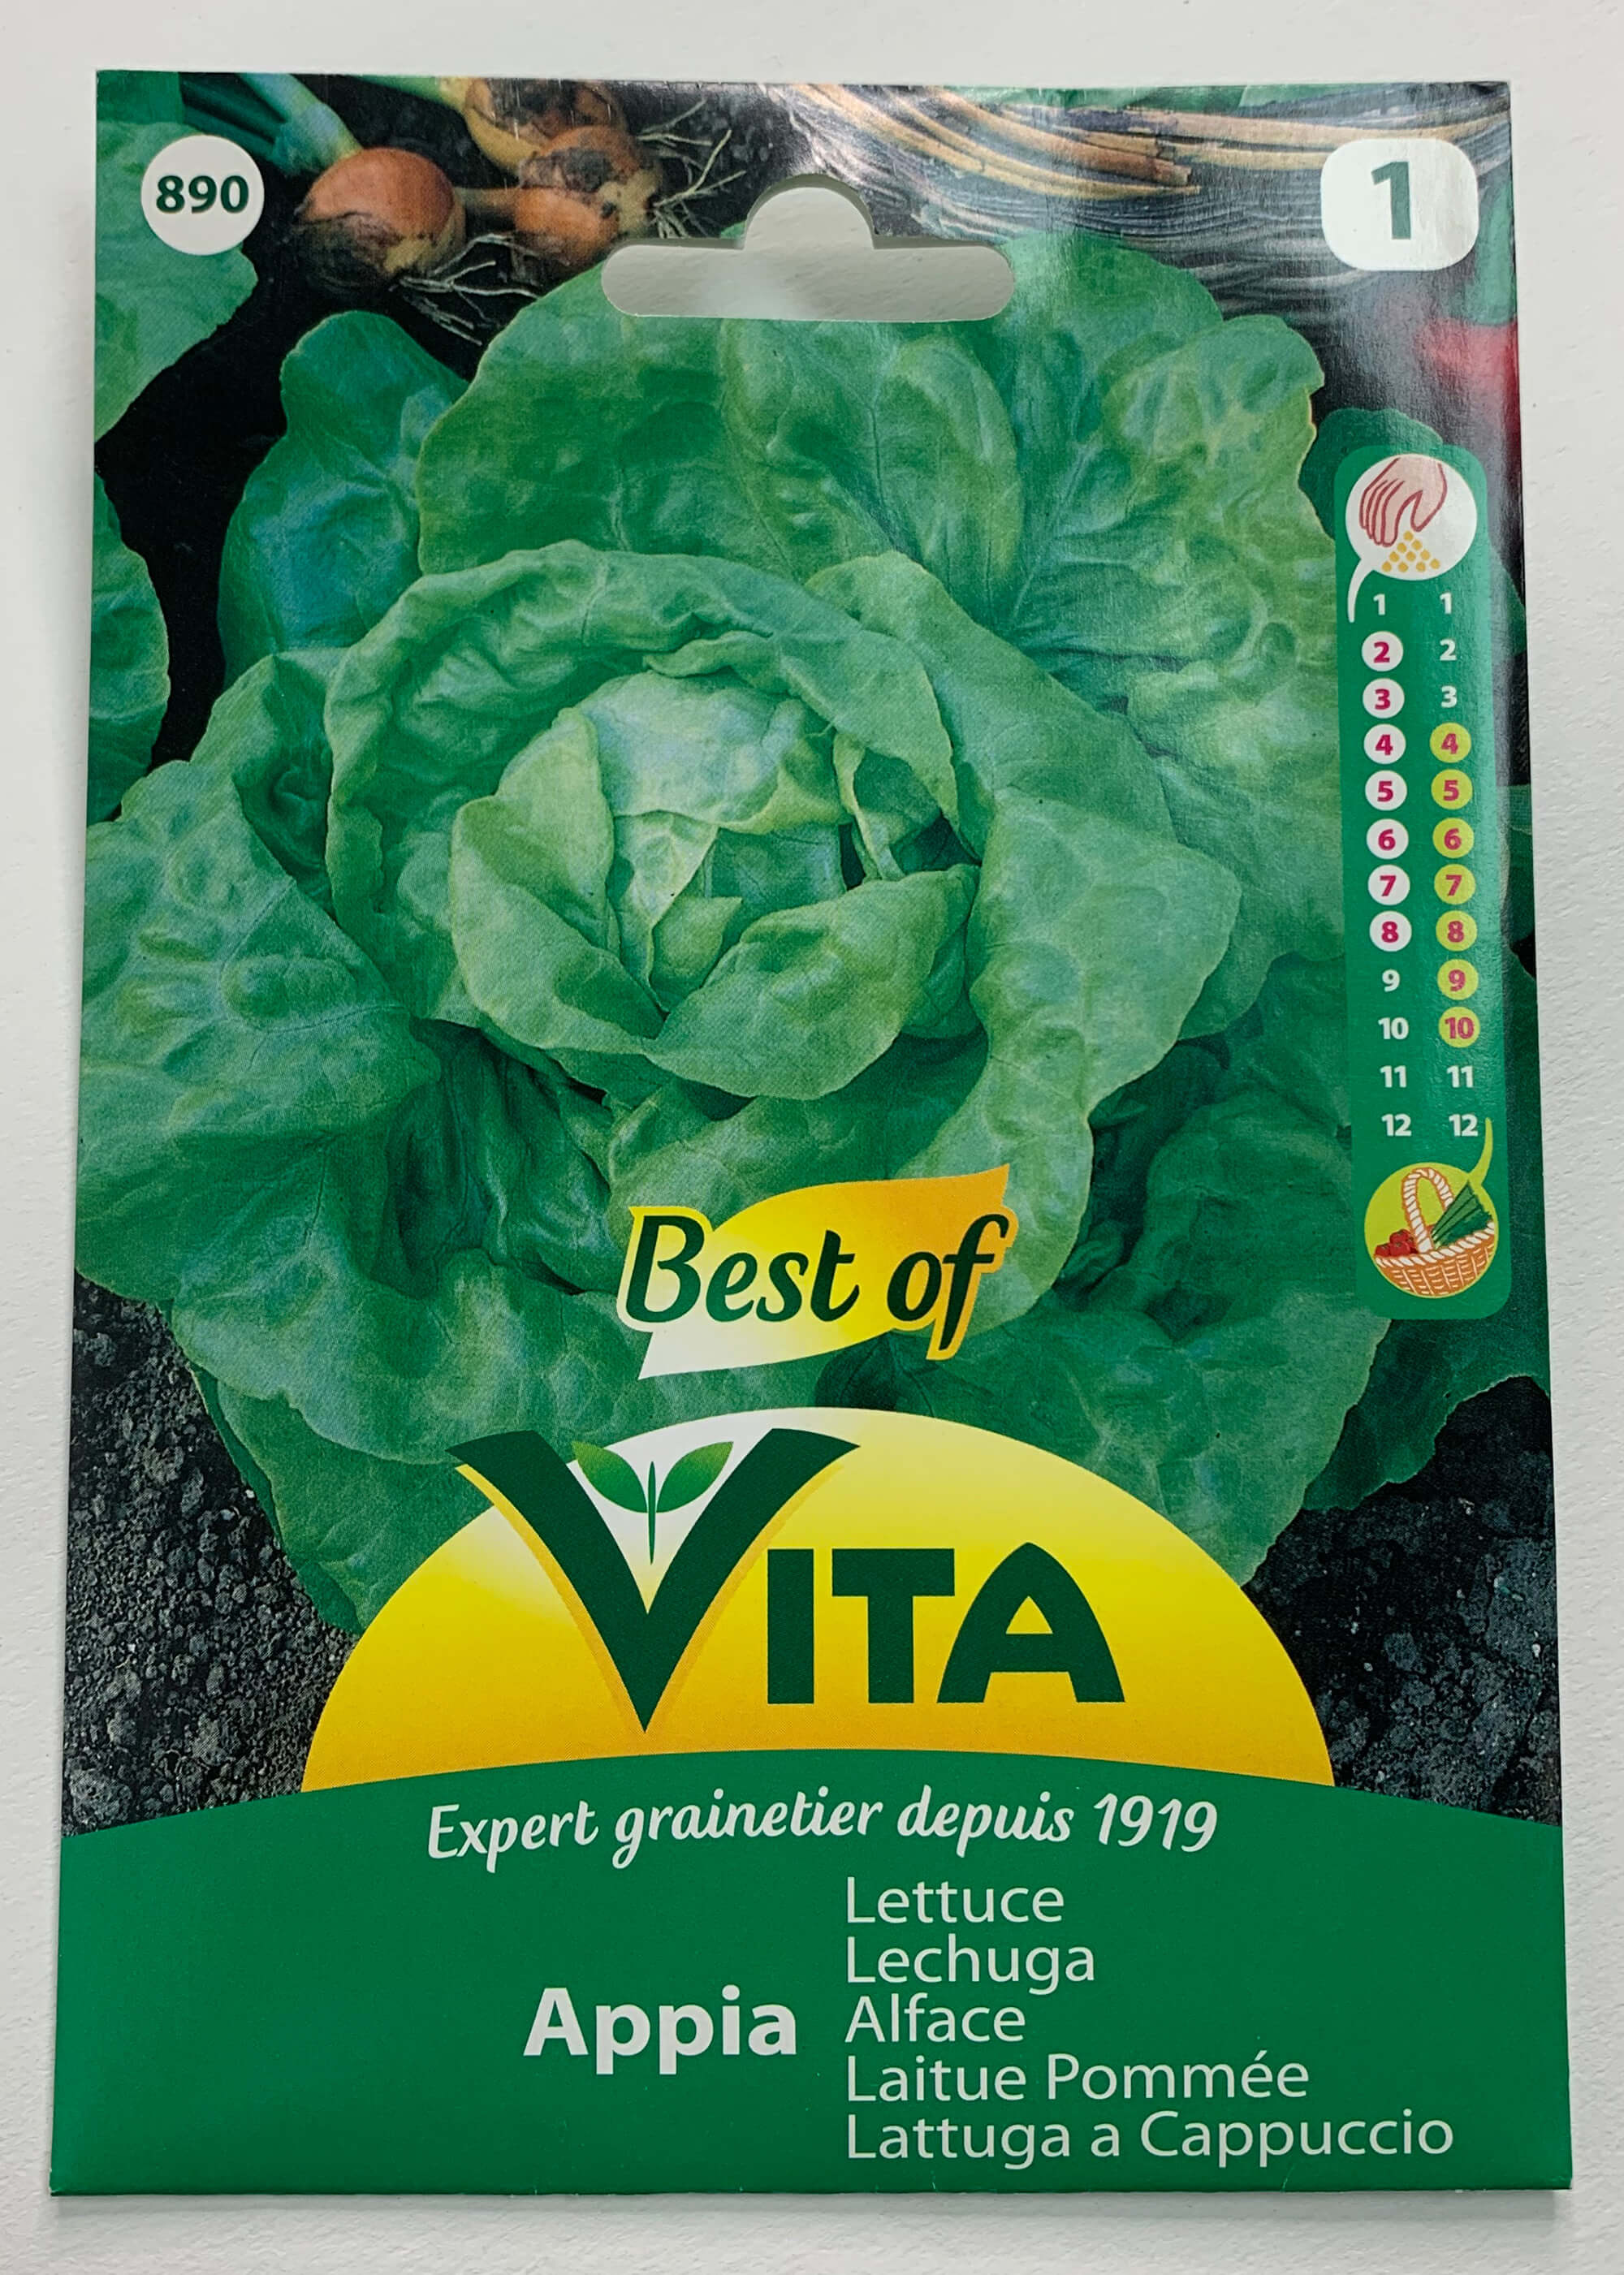 890
1
1 1
2 2
3 3
4 4
5 5
6 6
7 7
8 8
9 9
10 10
11 11
12 12
Best of
VITA
Expert grainetier depuis 1919
Appia
Lettuce
Lechuga
Alface
Laitue Pommée
Lattuga a Cappuccio